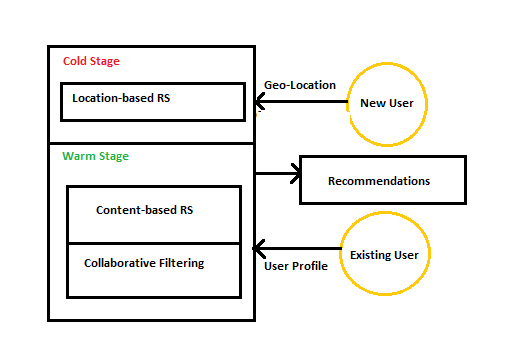 Cold Stage
Location-based RS
Geo-Location
New User
Warm Stage
Recommendations
Content-based RS
Collaborative Filtering
User Profile
Existing User